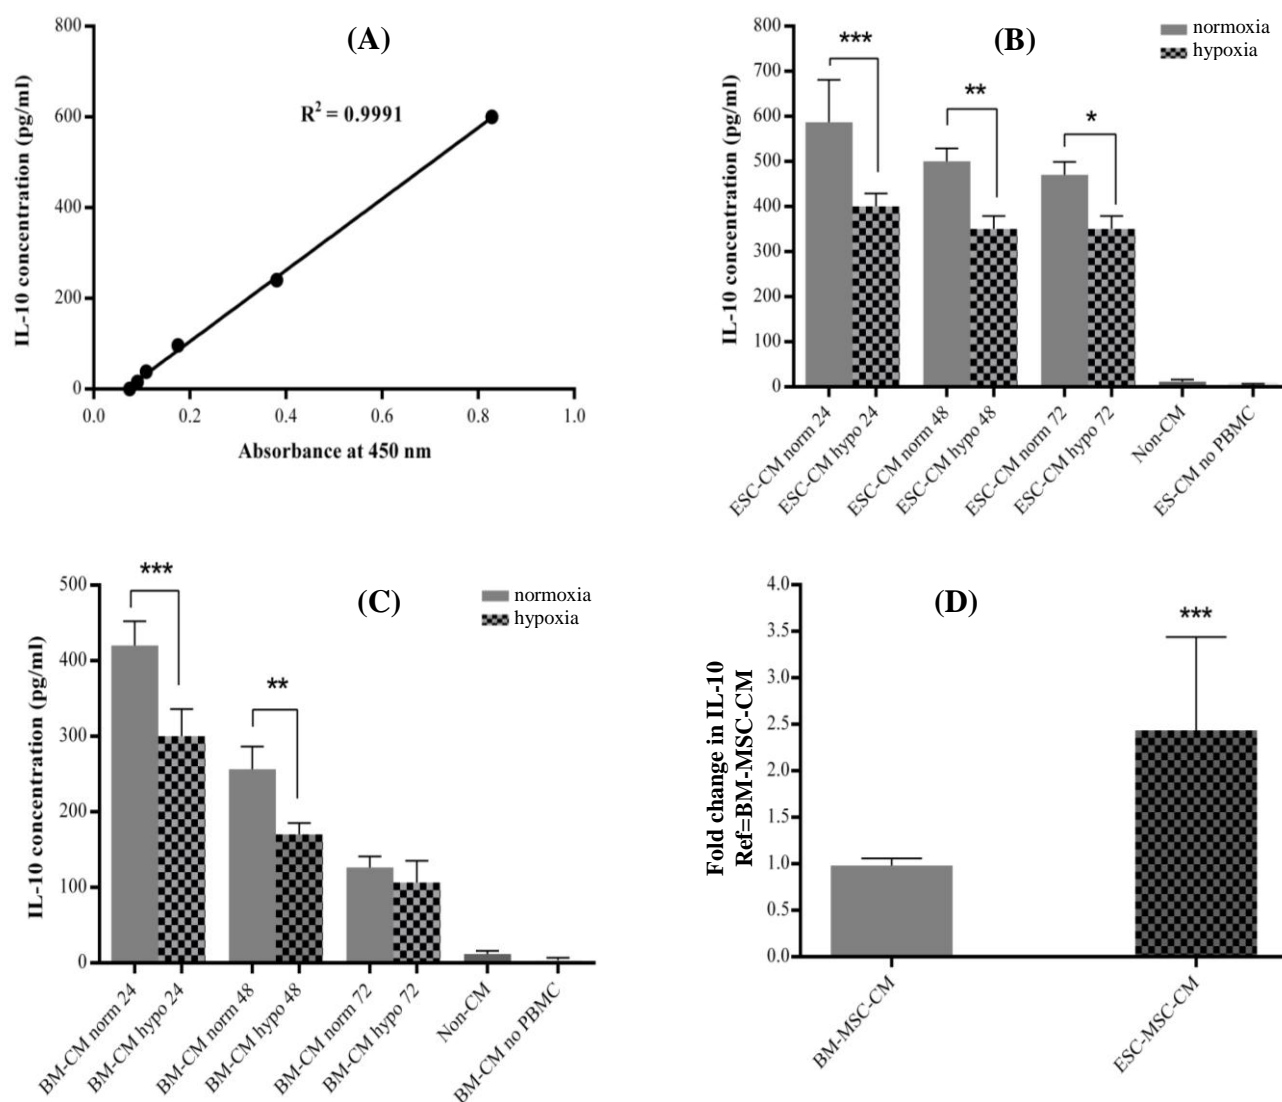 (A)
800
600
400
200
0
IL-10 concentration (pg/ml)
R² = 0.9991
0.0 0.2 0.4 0.6 0.8 1.0
Absorbance at 450 nm
(B)
normoxia
hypoxia
800
700
600
500
400
300
200
100
0
IL-10 concentration (pg/ml)
***
**
*
ESC-CM norm 24
ESC-CM hypo 24
ESC-CM norm 48
ESC-CM hypo 48
ESC-CM norm 72
ESC-CM hypo 72
Non-CM
ES-CM no PBMC
(C)
normoxia
hypoxia
500
400
300
200
100
0
IL-10 concentration (pg/ml)
***
**
BM-CM norm 24
BM-CM hypo 24
BM-CM norm 48
BM-CM hypo 48
BM-CM norm 72
BM-CM hypo 72
Non-CM
BM-CM no PBMC
(D)
4.0
3.5
3.0
2.5
2.0
1.5
1.0
0.5
0.0
Fold change in IL-10
Ref=BM-MSC-CM
***
BM-MSC-CM
ESC-MSC-CM